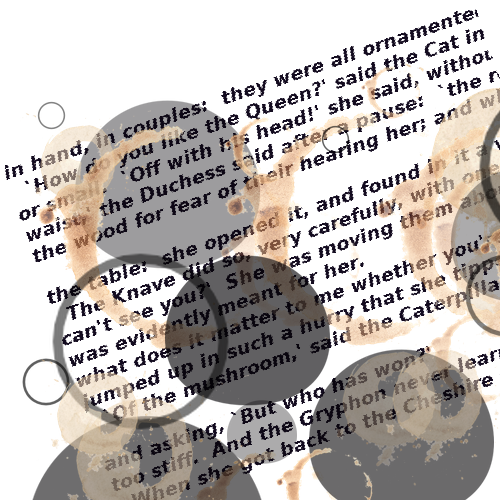 in hand, in couples: they were all ornamente
`How do you like the Queen?' said the Cat in
or small. `Off with his head!' she said, withou
waist, the Duchess said after a pause: `the
the wood for fear of their hearing her; and
the table: she opened it, and found in it a
The Knave did so, very carefully, with one
can't see you?' She was moving them
was evidently meant for her.
what does it matter to me whether you'
jumped up in such a hurry that she tipp
`Of the mushroom,' said the Caterpilla
and asking, `But who has won?'
too stiff. And the Gryphon never lear
When she got back to the Cheshire